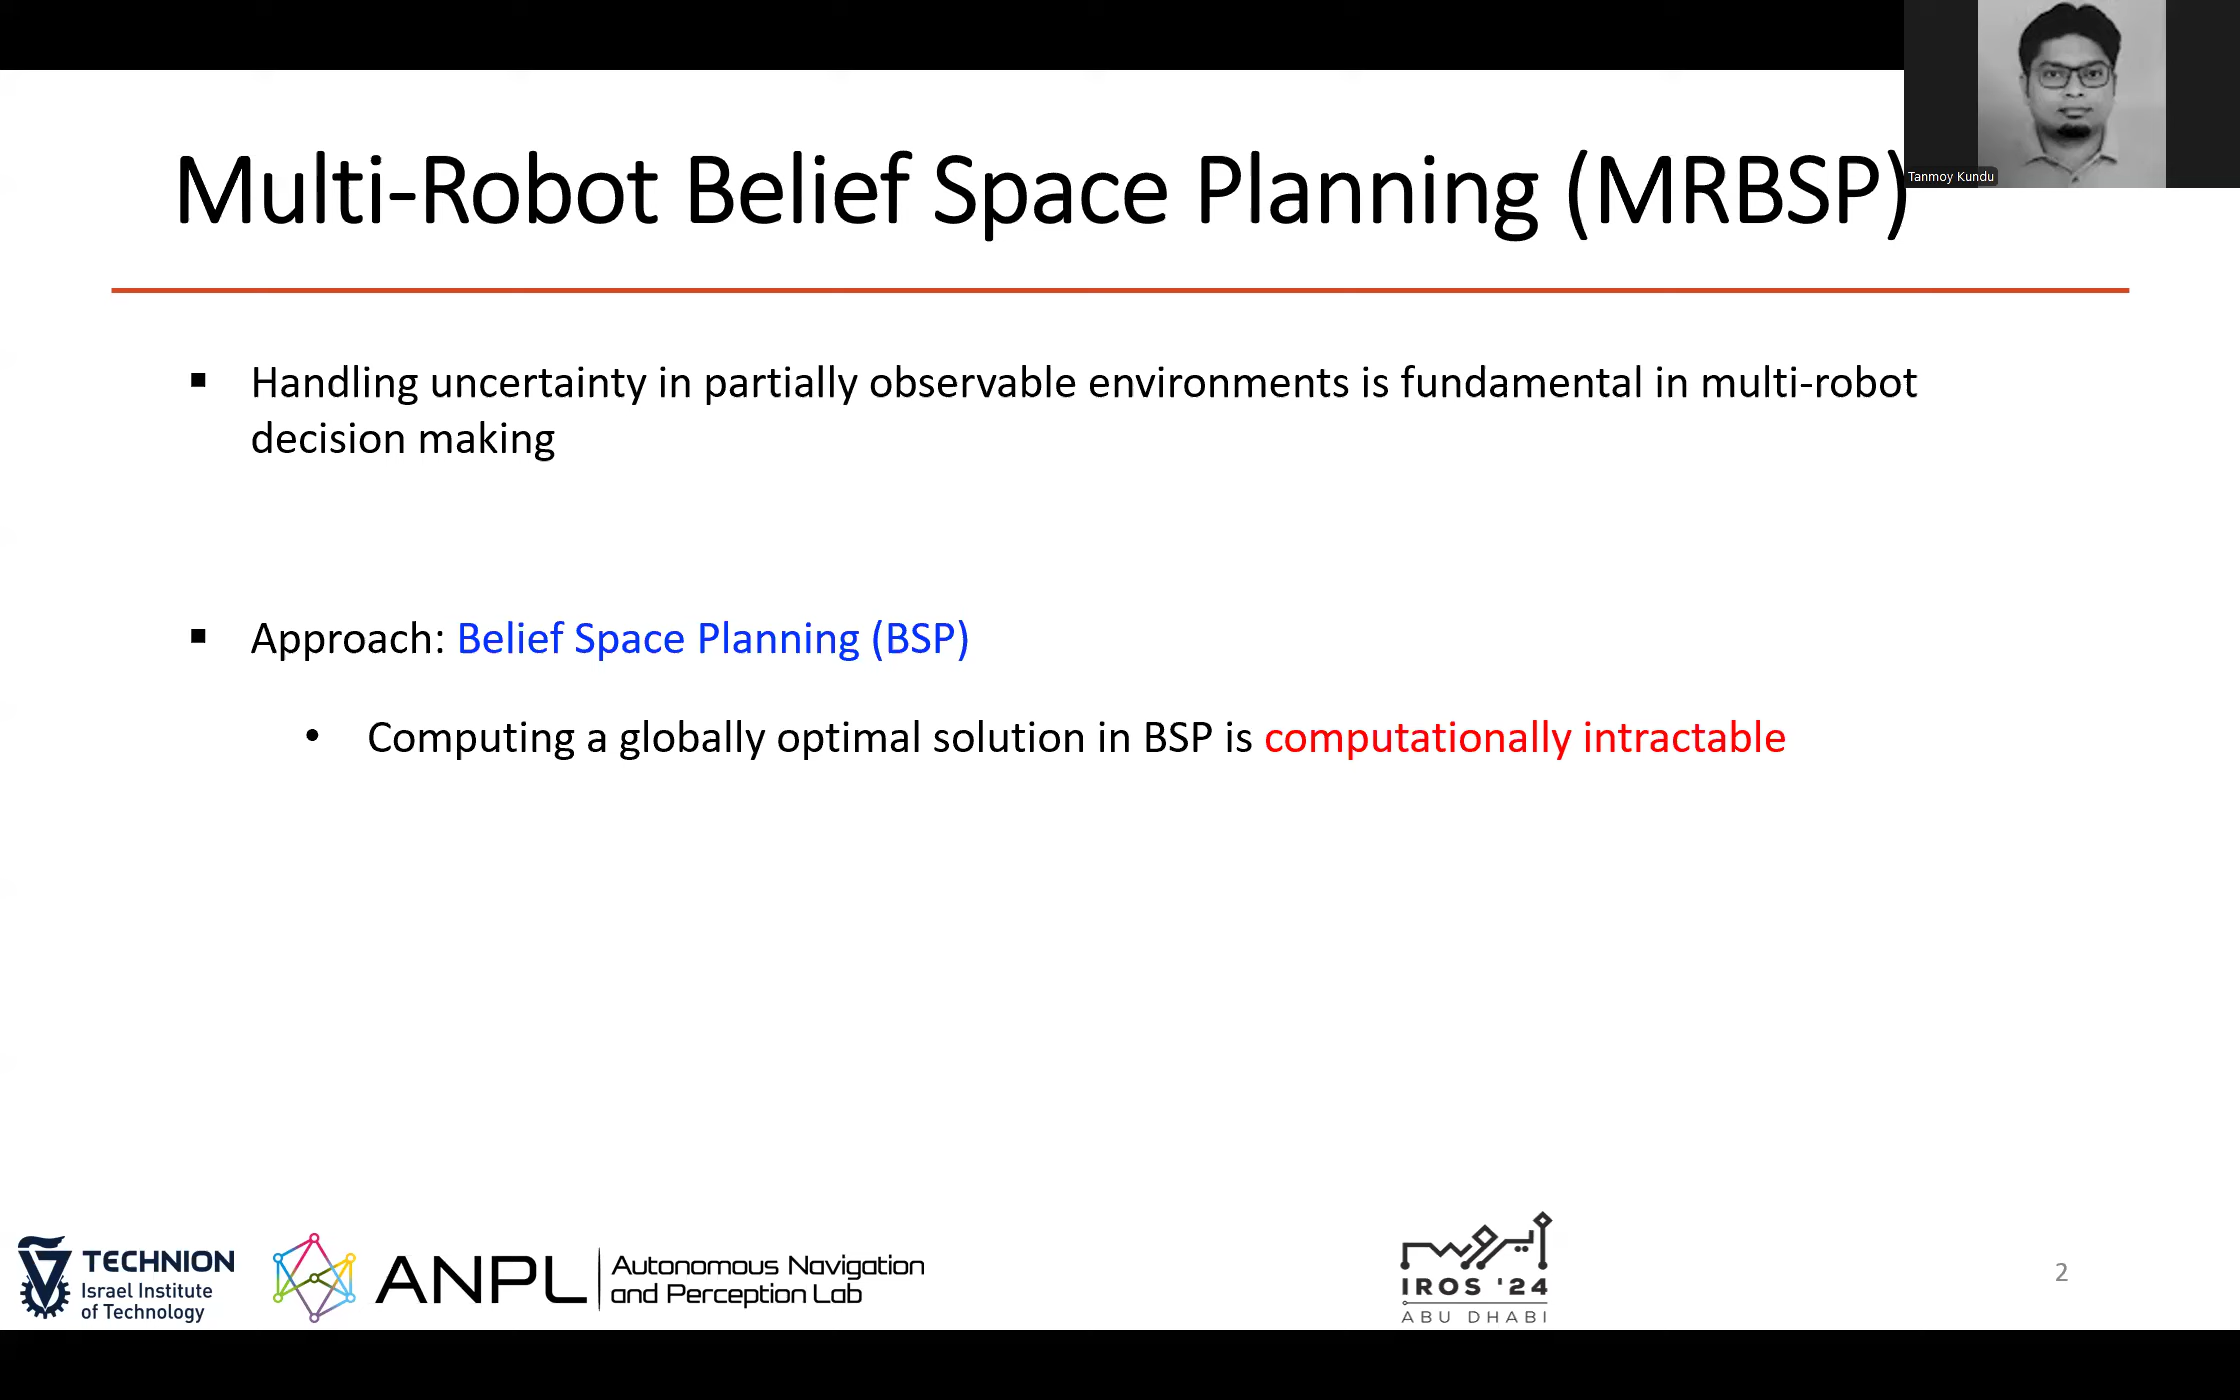 Multi-Robot Belief Space Planning (MRBSP)
Tanmoy Kundu
▪ Handling uncertainty in partially observable environments is fundamental in multi-robot
decision making
▪ Approach: Belief Space Planning (BSP)
• Computing a globally optimal solution in BSP is computationally intractable
TECHNION
Israel Institute
of Technology
ANPL
Autonomous Navigation
and Perception Lab
ايروس
IROS '24
ABU DHABI
2